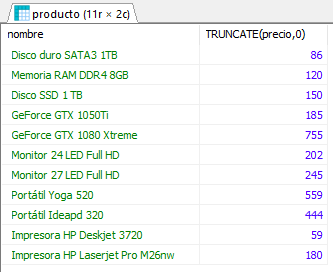 producto (11r × 2c)
nombre TRUNCATE(precio,0)
Disco duro SATA3 1TB 86
Memoria RAM DDR4 8GB 120
Disco SSD 1 TB 150
GeForce GTX 1050Ti 185
GeForce GTX 1080 Xtreme 755
Monitor 24 LED Full HD 202
Monitor 27 LED Full HD 245
Portátil Yoga 520 559
Portátil Ideapd 320 444
Impresora HP Deskjet 3720 59
Impresora HP Laserjet Pro M26nw 180